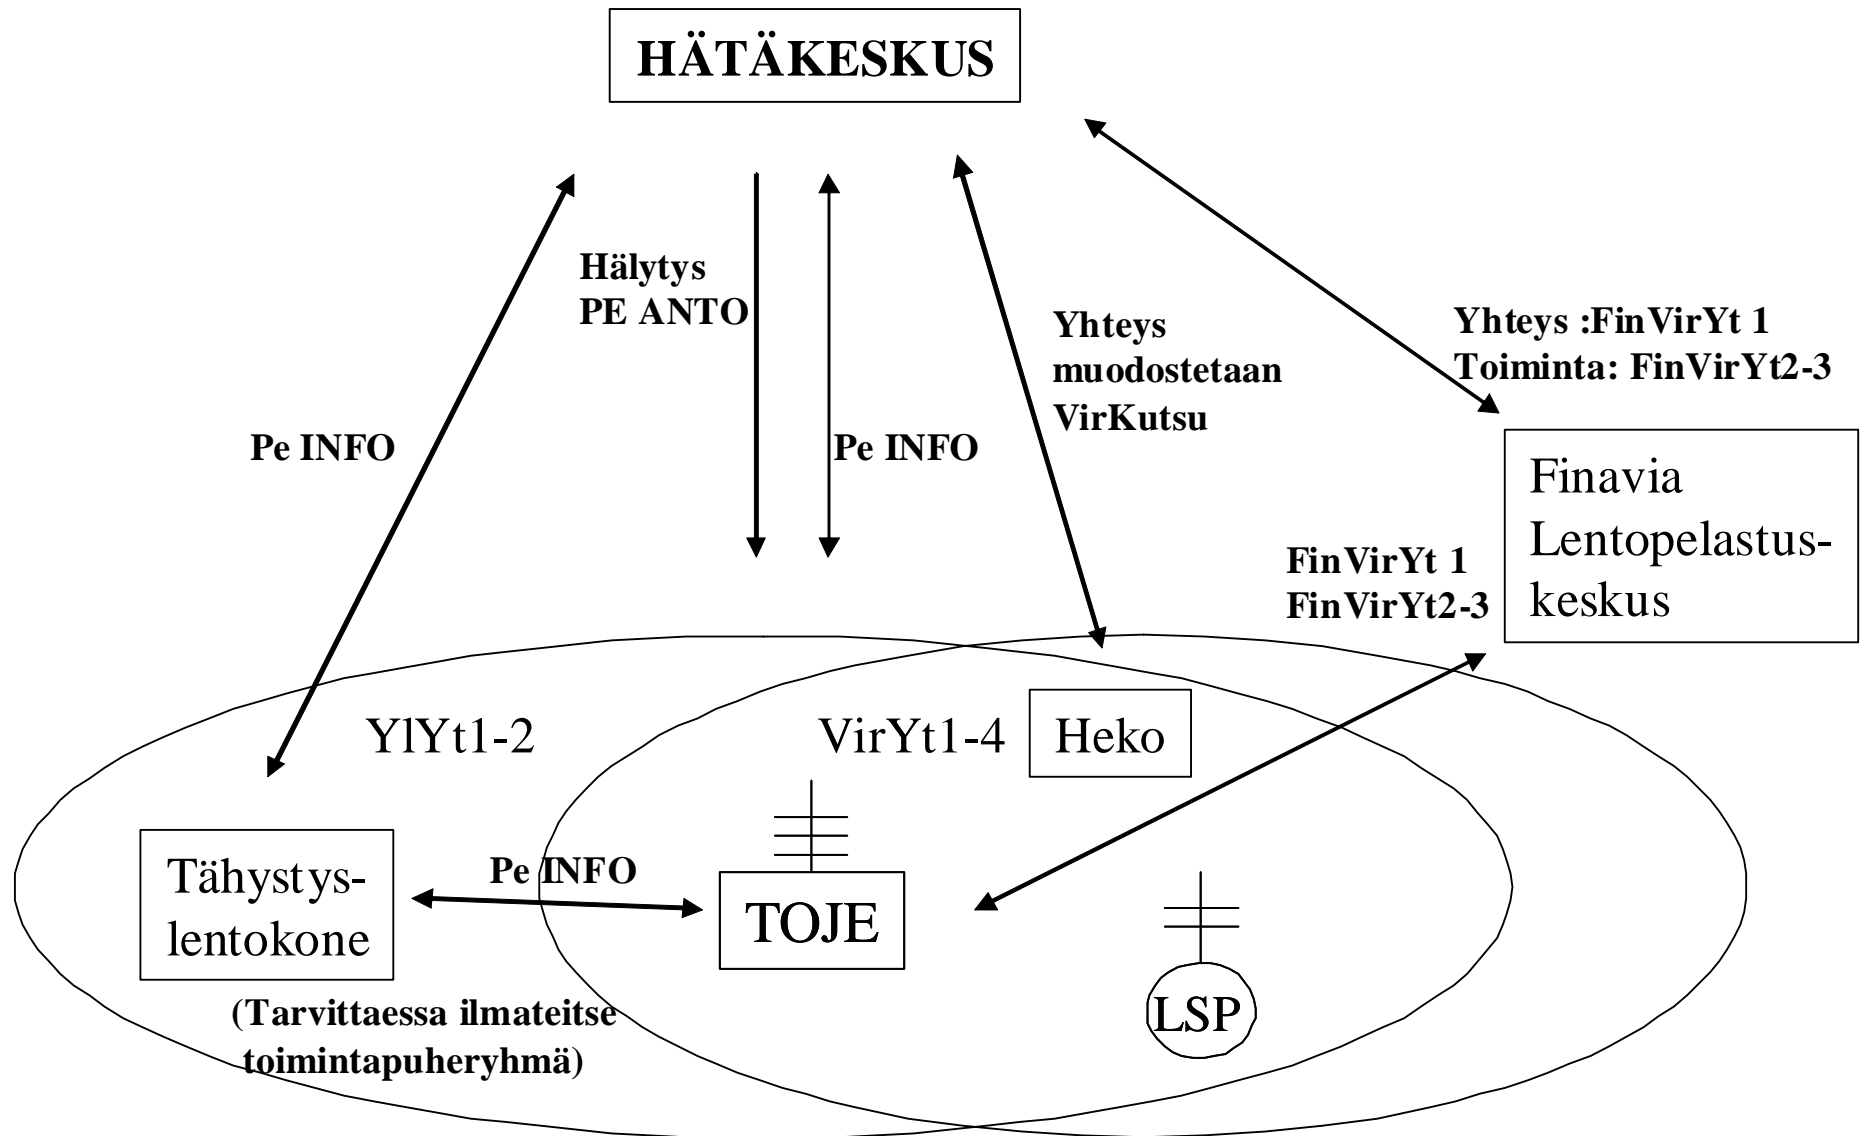 HÄTÄKESKUS
Hälytys
PE ANTO
Pe INFO
Pe INFO
Yhteys
muodostetaan
VirKutsu
Yhteys :FinVirYt 1
Toiminta: FinVirYt2-3
Finavia
Lentopelastus-
keskus
FinVirYt 1
FinVirYt2-3
YlYt1-2
VirYt1-4
Heko
Tähystys-
lentokone
Pe INFO
TOJE
LSP
(Tarvittaessa ilmateitse
toimintapuheryhmä)